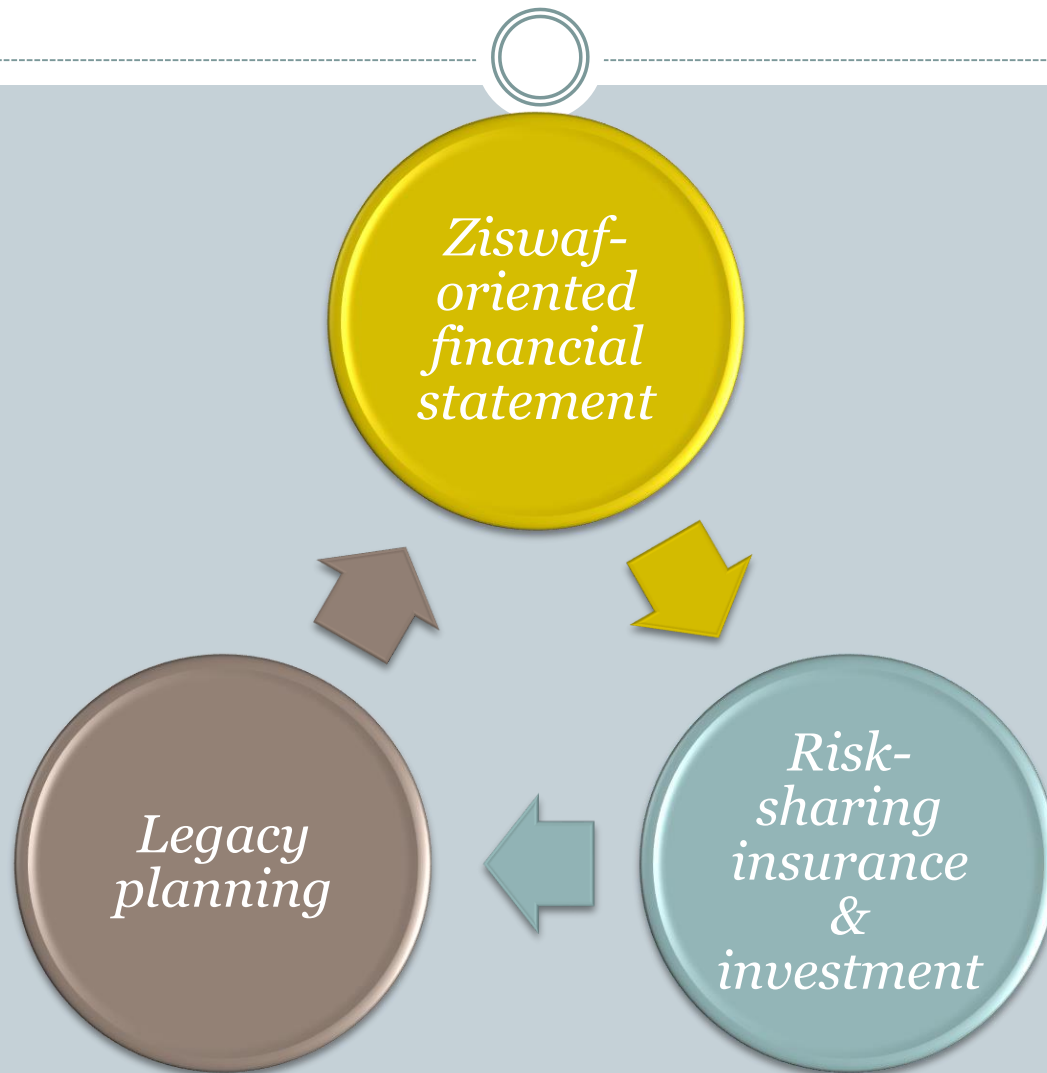 Ziswaf-
oriented
financial
statement
Risk-
sharing
insurance
&
investment
Legacy
planning